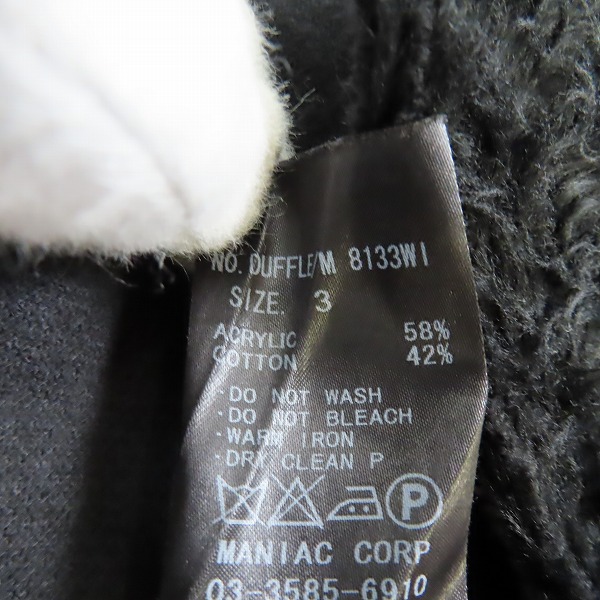 NO. DUFFLE/M 8133WI
SIZE. 3
ACRYLIC 58%
COTTON 42%
・DO NOT WASH
・DO NOT BLEACH
・WARM IRON
・DRY CLEAN P
P
MANIAC CORP
03-3585-6910